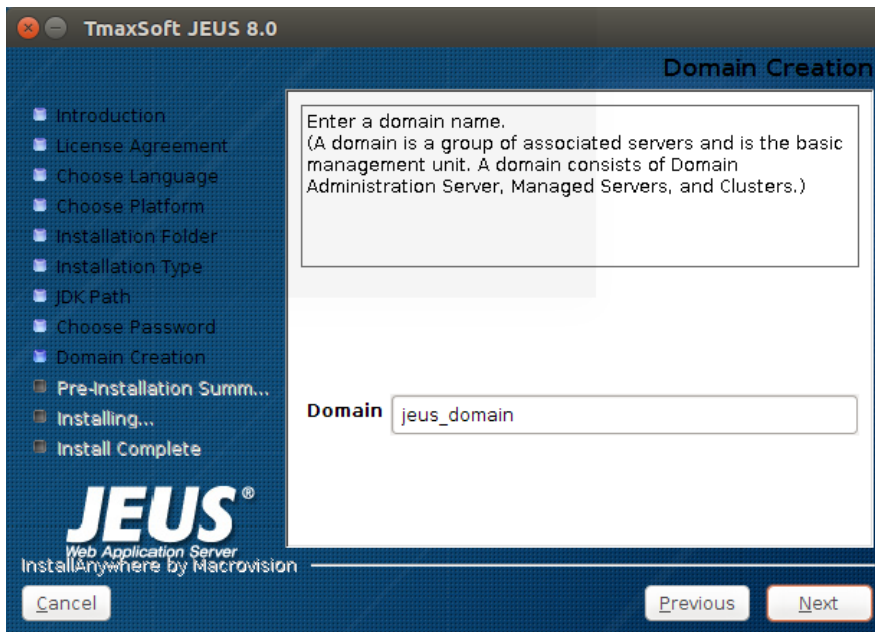 TmaxSoft JEUS 8.0
Domain Creation
Introduction
License Agreement
Choose Language
Choose Platform
Installation Folder
Installation Type
JDK Path
Choose Password
Domain Creation
Pre-Installation Summ...
Installing...
Install Complete
Enter a domain name.
(A domain is a group of associated servers and is the basic
management unit. A domain consists of Domain
Administration Server, Managed Servers, and Clusters.)
Domain jeus_domain
JEUS®
Web Application Server
InstallAnywhere by Macrovision
Cancel Previous Next